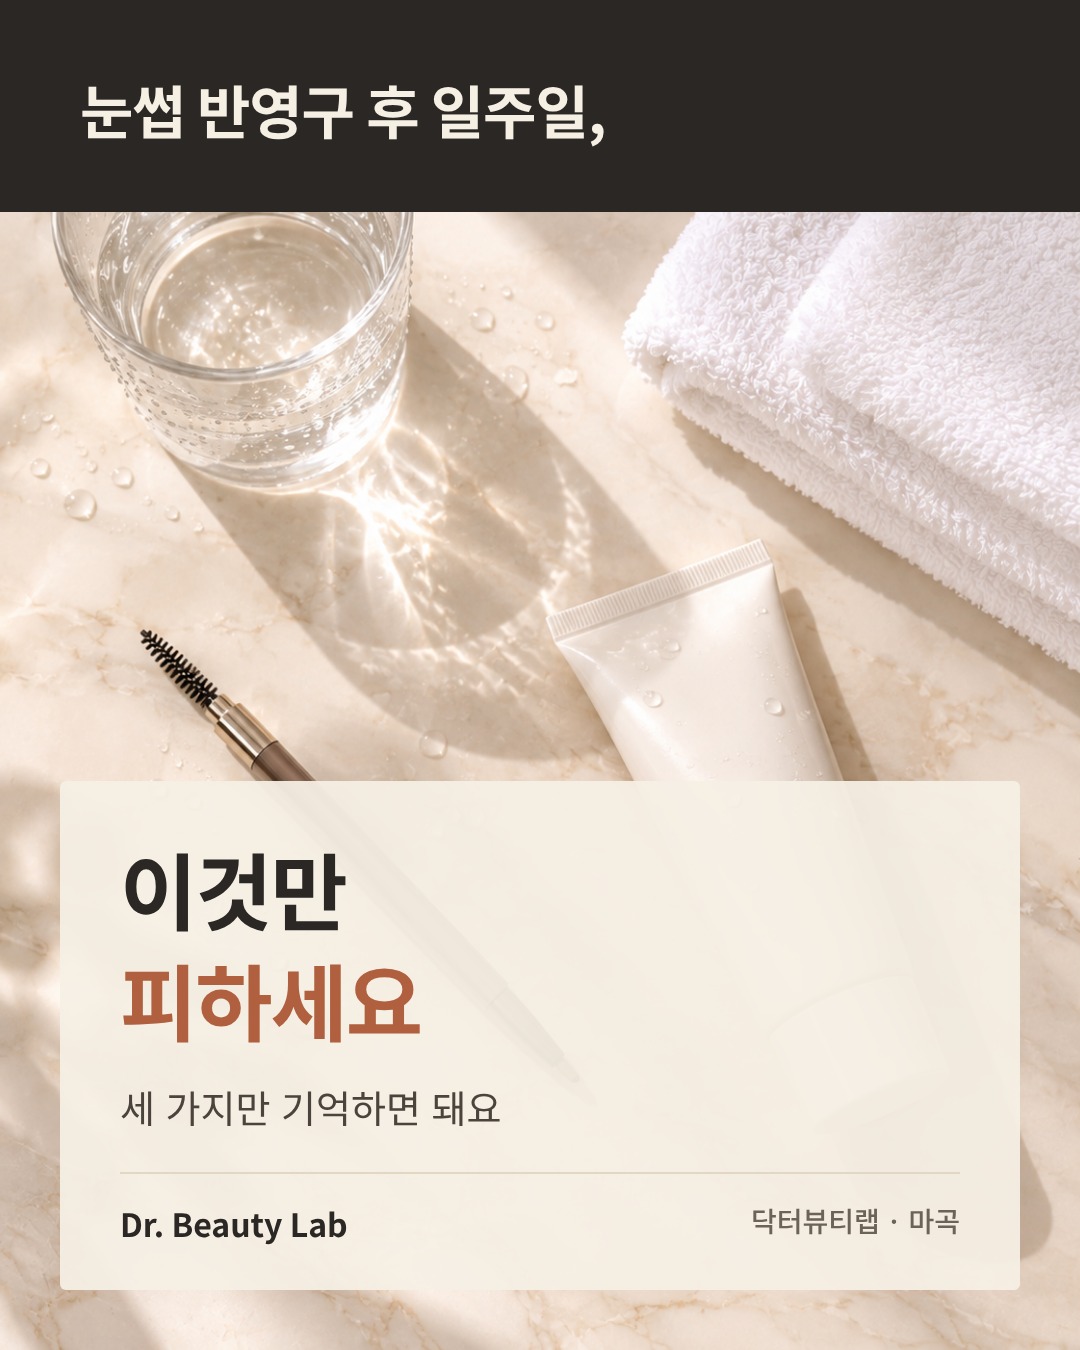 눈썹 반영구 후 일주일,
이것만
피하세요
세 가지만 기억하면 돼요
Dr. Beauty Lab
닥터뷰티랩 · 마곡